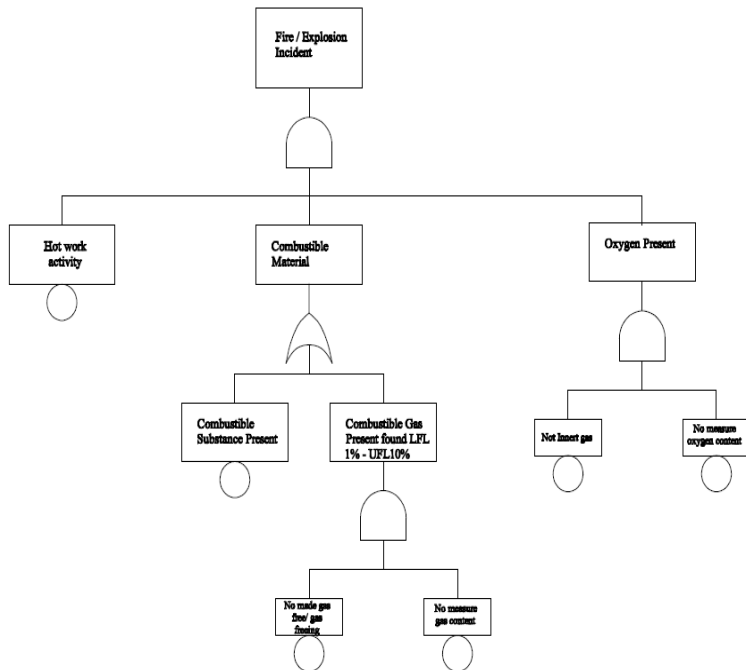 Fire / Explosion
Incident
Hot work
activity
Combustible
Material
Oxygen Present
Combustible
Substance Present
Combustible Gas
Present found LFL
1% - UFL10%
Not Innert gas
No measure
oxygen content
No made gas
free/ gas
freeing
No measure
gas content